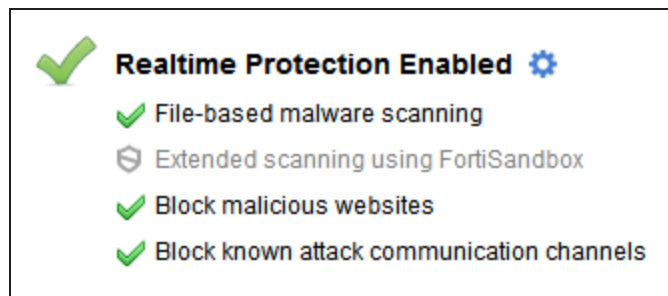 Realtime Protection Enabled
File-based malware scanning
Extended scanning using FortiSandbox
Block malicious websites
Block known attack communication channels